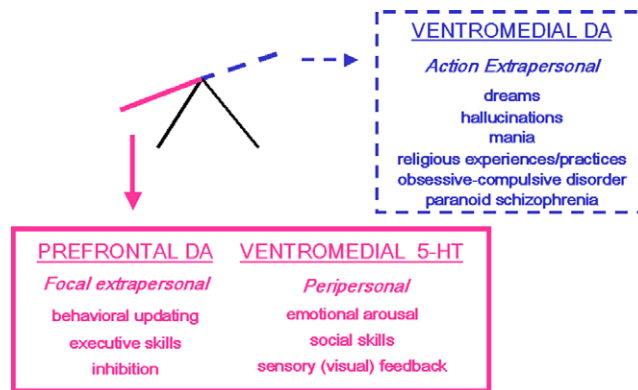 VENTROMEDIAL DA
Action Extrapersonal
dreams
hallucinations
mania
religious experiences/practices
obsessive-compulsive disorder
paranoid schizophrenia
PREFRONTAL DA
Focal extrapersonal
behavioral updating
executive skills
inhibition
VENTROMEDIAL 5-HT
Peripersonal
emotional arousal
social skills
sensory (visual) feedback